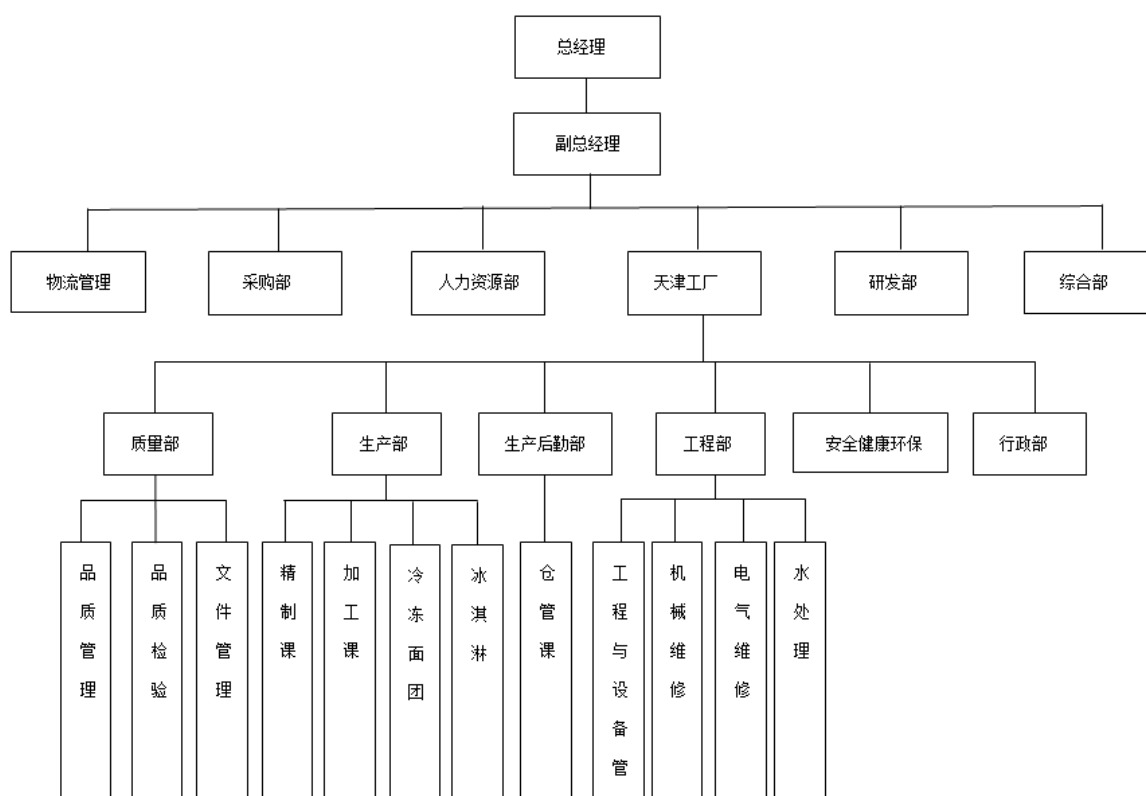 总经理
副总经理
物流管理
采购部
人力资源部
天津工厂
研发部
综合部
质量部
生产部
生产后勤部
工程部
安全健康环保
行政部
品质管理
品质检验
文件管理
精制课
加工课
冷冻面团
冰淇淋
仓管课
工程与设备管
机械维修
电气维修
水处理